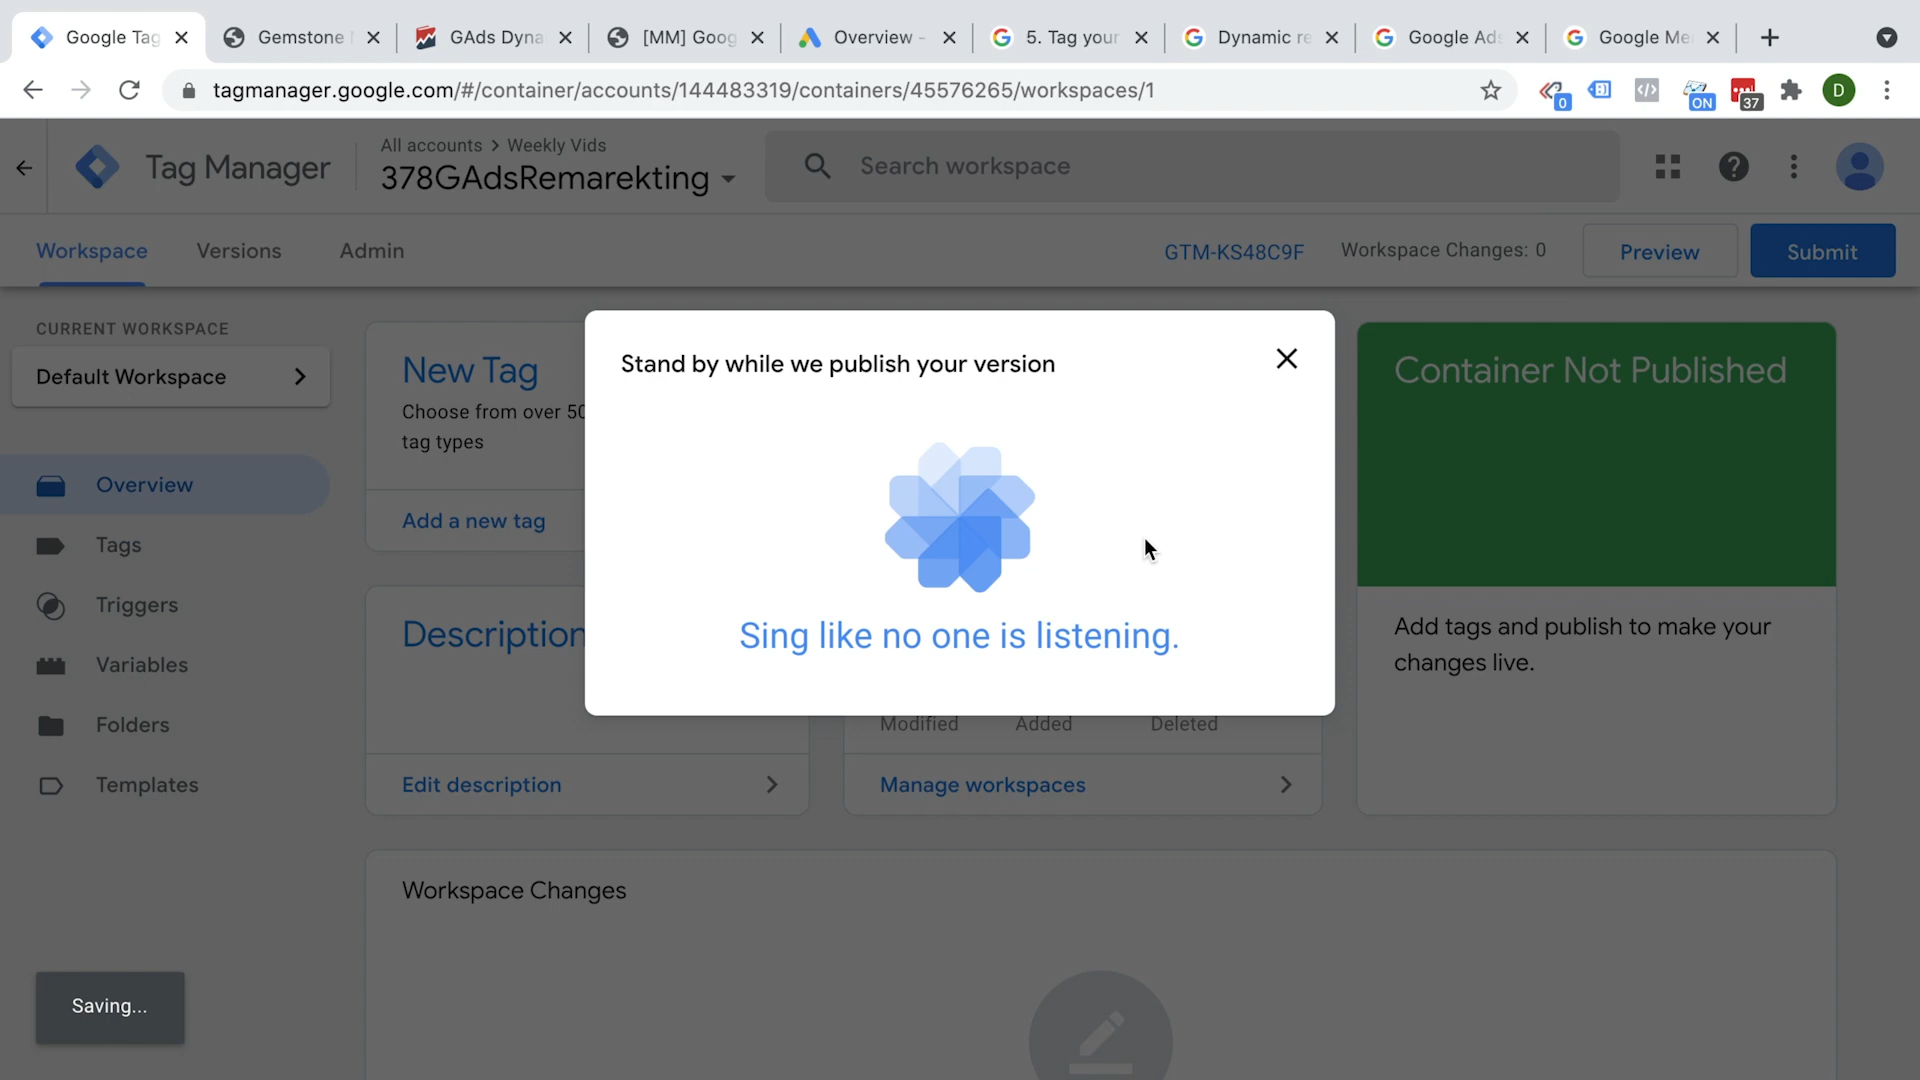 Google Tag
Gemstone
GAds Dyna
[MM] Goog
Overview -
5. Tag your
Dynamic re
Google Ads
Google Me
tagmanager.google.com/#/container/accounts/144483319/containers/45576265/workspaces/1
0
ON
37
D
Tag Manager
All accounts > Weekly Vids
378GAdsRemarekting
Search workspace
Workspace
Versions
Admin
GTM-KS48C9F
Workspace Changes: 0
Preview
Submit
CURRENT WORKSPACE
Default Workspace
Overview
Tags
Triggers
Variables
Folders
Templates
New Tag
Choose from over 50
tag types
Add a new tag
Description
Edit description
Stand by while we publish your version
Sing like no one is listening.
Modified
Added
Deleted
Manage workspaces
Container Not Published
Add tags and publish to make your
changes live.
Workspace Changes
Saving...